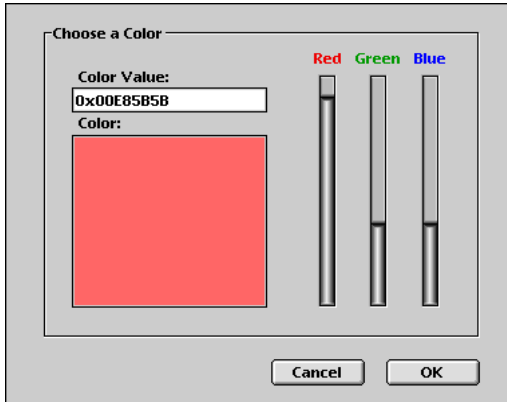 Choose a Color
Red Green Blue
Color Value:
0x00E85B5B
Color:
Cancel
OK